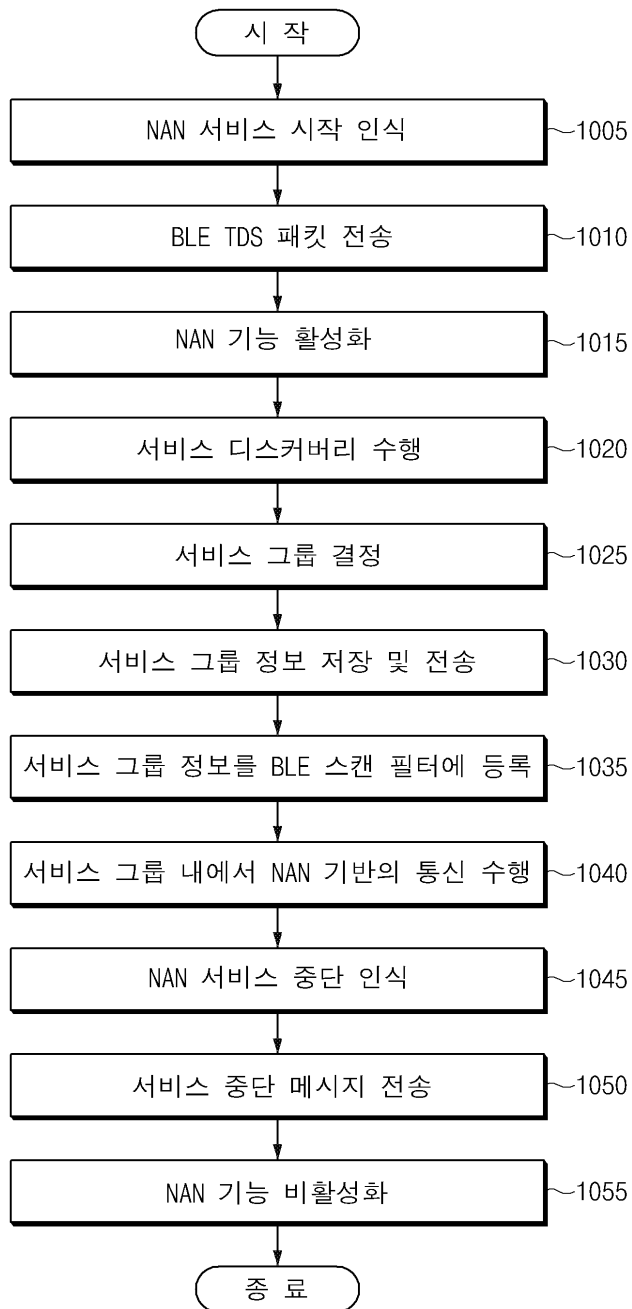 시 작
NAN 서비스 시작 인식
1005
BLE TDS 패킷 전송
1010
NAN 기능 활성화
1015
서비스 디스커버리 수행
1020
서비스 그룹 결정
1025
서비스 그룹 정보 저장 및 전송
1030
서비스 그룹 정보를 BLE 스캔 필터에 등록
1035
서비스 그룹 내에서 NAN 기반의 통신 수행
1040
NAN 서비스 중단 인식
1045
서비스 중단 메시지 전송
1050
NAN 기능 비활성화
1055
종 료